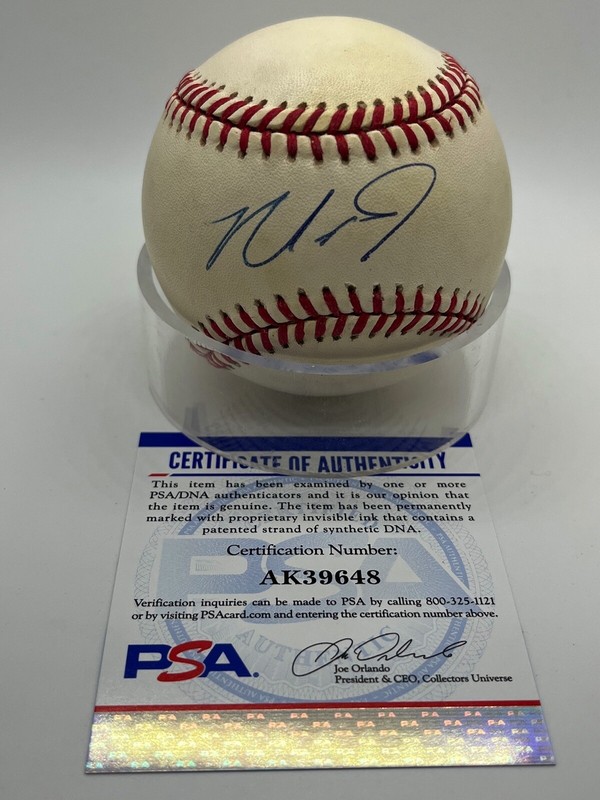 CERTIFICATE OF AUTHENTICITY
This item has been examined by one or more
PSA/DNA authenticators and it is our opinion that
the item is genuine. The item has been permanently
marked with proprietary invisible ink that contains a
patented strand of synthetic DNA.
Certification Number:
AK39648
Verification inquiries can be made to PSA by calling 800-325-1121
or by visiting PSAcard.com and entering the certification number above.
PSA.
Joe Orlando
President & CEO, Collectors Universe